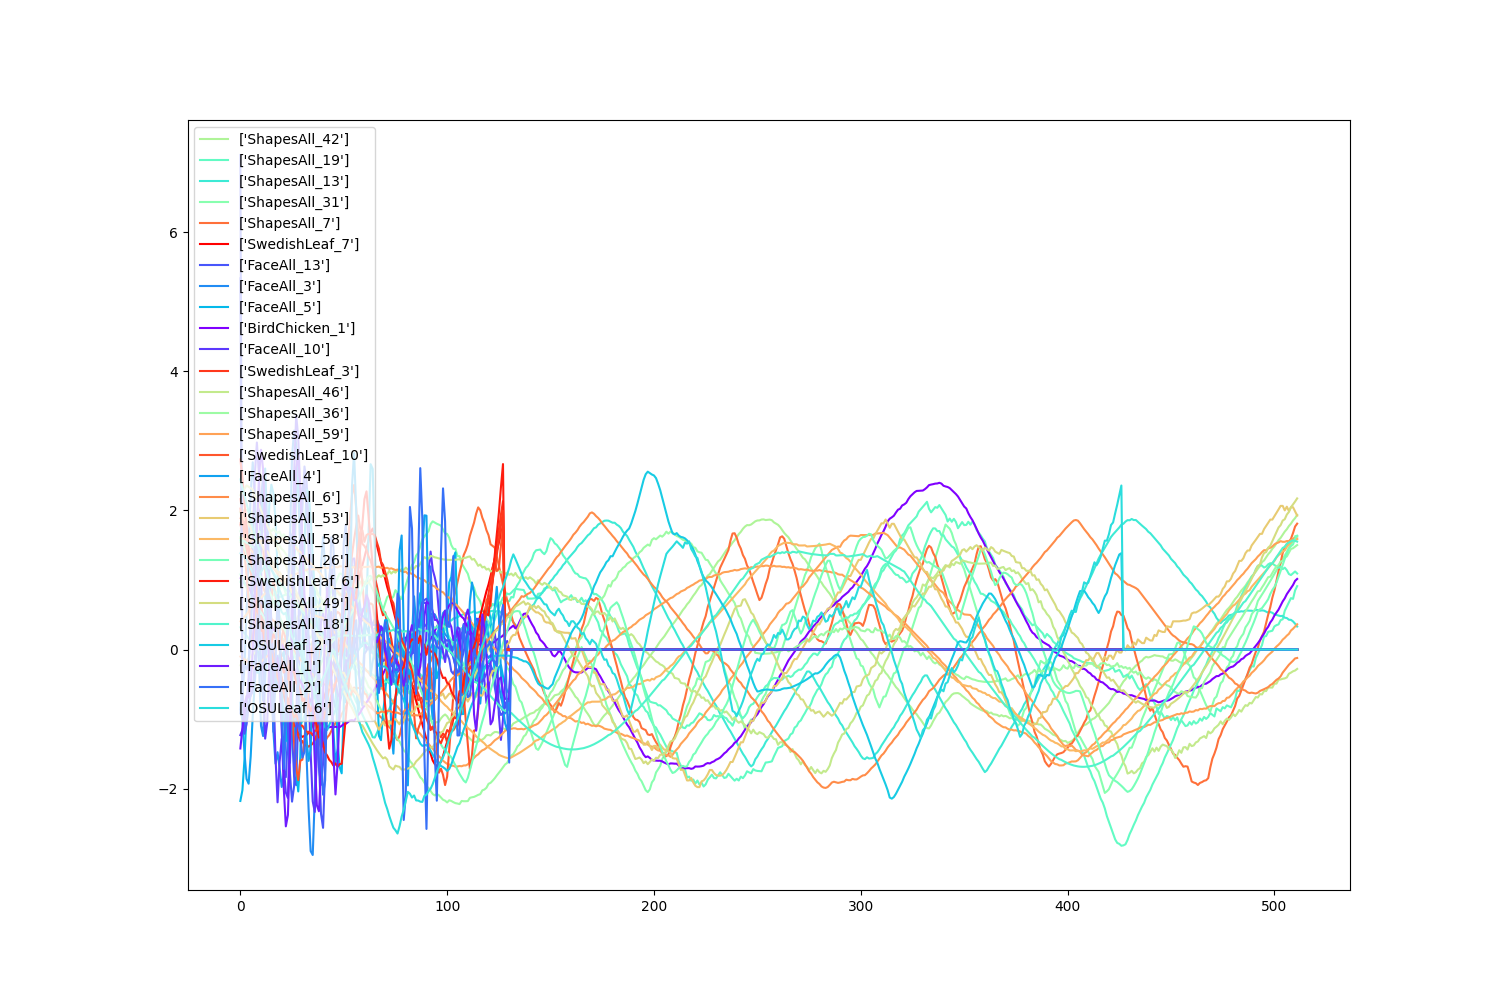 ['ShapesAll_42']
['ShapesAll_19']
['ShapesAll_13']
['ShapesAll_31']
['ShapesAll_7']
['SwedishLeaf_7']
['FaceAll_13']
['FaceAll_3']
['FaceAll_5']
['BirdChicken_1']
['FaceAll_10']
['SwedishLeaf_3']
['ShapesAll_46']
['ShapesAll_36']
['ShapesAll_59']
['SwedishLeaf_10']
['FaceAll_4']
['ShapesAll_6']
['ShapesAll_53']
['ShapesAll_58']
['ShapesAll_26']
['SwedishLeaf_6']
['ShapesAll_49']
['ShapesAll_18']
['OSULeaf_2']
['FaceAll_1']
['FaceAll_2']
['OSULeaf_6']
6
4
2
0
−2
0 100 200 300 400 500